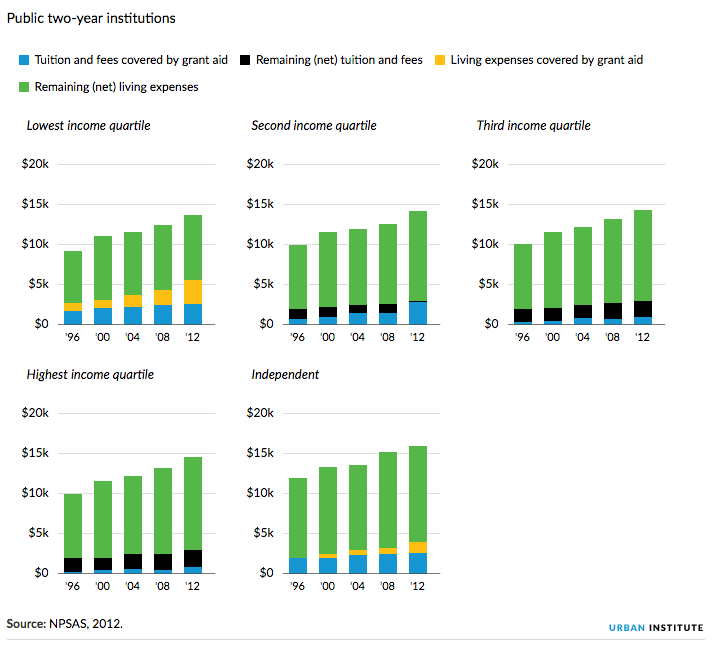 Public two-year institutions
Tuition and fees covered by grant aid Remaining (net) tuition and fees Living expenses covered by grant aid
Remaining (net) living expenses
Lowest income quartile
$20k
$15k
$10k
$5k
$0
'96 '00 '04 '08 '12
Second income quartile
$20k
$15k
$10k
$5k
$0
'96 '00 '04 '08 '12
Third income quartile
$20k
$15k
$10k
$5k
$0
'96 '00 '04 '08 '12
Highest income quartile
$20k
$15k
$10k
$5k
$0
'96 '00 '04 '08 '12
Independent
$20k
$15k
$10k
$5k
$0
'96 '00 '04 '08 '12
Source: NPSAS, 2012.
URBAN INSTITUTE